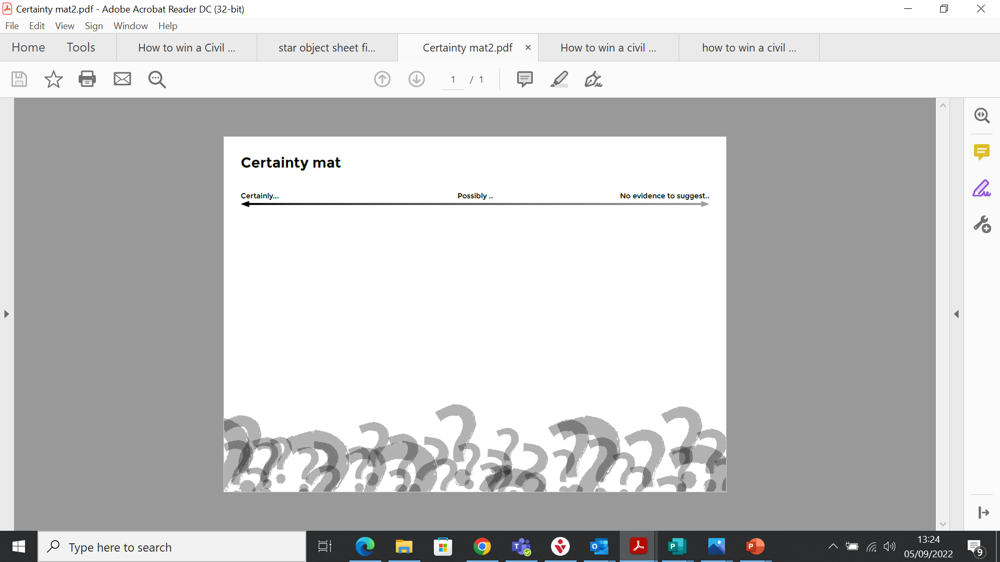 Certainty mat2.pdf - Adobe Acrobat Reader DC (32-bit)
File Edit View Sign Window Help
Home Tools How to win a Civil ... star object sheet fi... Certainty mat2.pdf × How to win a civil ... how to win a civil ...
1 / 1
Certainty mat
Certainly... Possibly .. No evidence to suggest..
Type here to search
13:24
05/09/2022
9